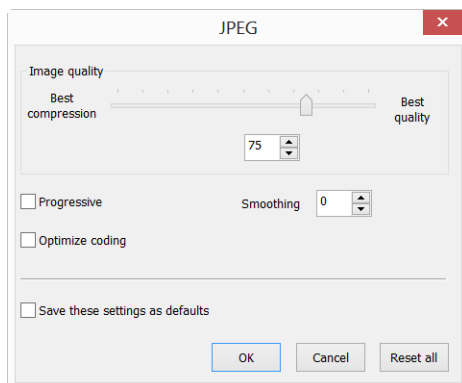 JPEG
Image quality
Best
compression
Best
quality
75
Progressive
Smoothing
0
Optimize coding
Save these settings as defaults
OK
Cancel
Reset all